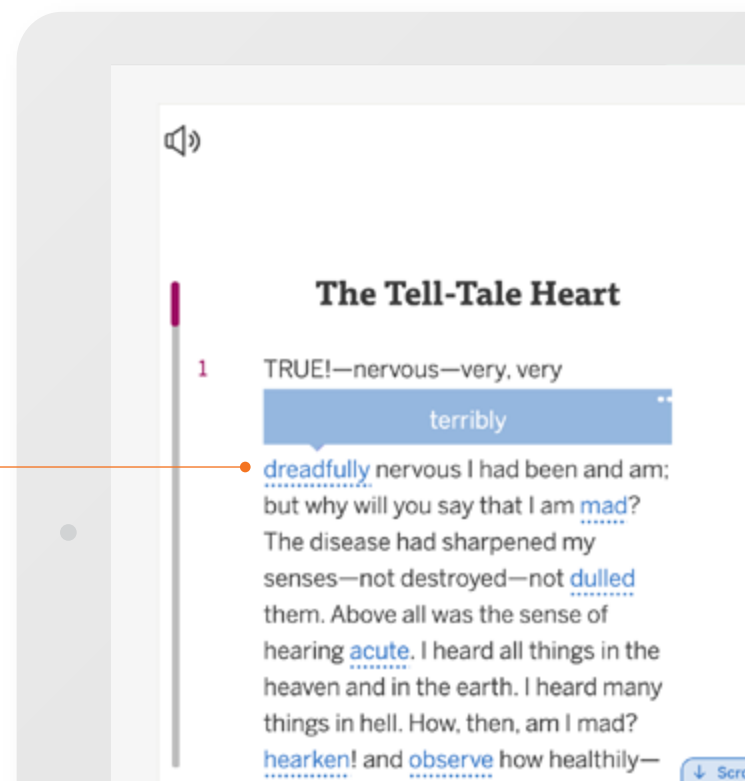 The Tell-Tale Heart
1 TRUE!—nervous—very, very
terribly
dreadfully nervous I had been and am;
but why will you say that I am mad?
The disease had sharpened my
senses—not destroyed—not dulled
them. Above all was the sense of
hearing acute. I heard all things in the
heaven and in the earth. I heard many
things in hell. How, then, am I mad?
hearken! and observe how healthily—